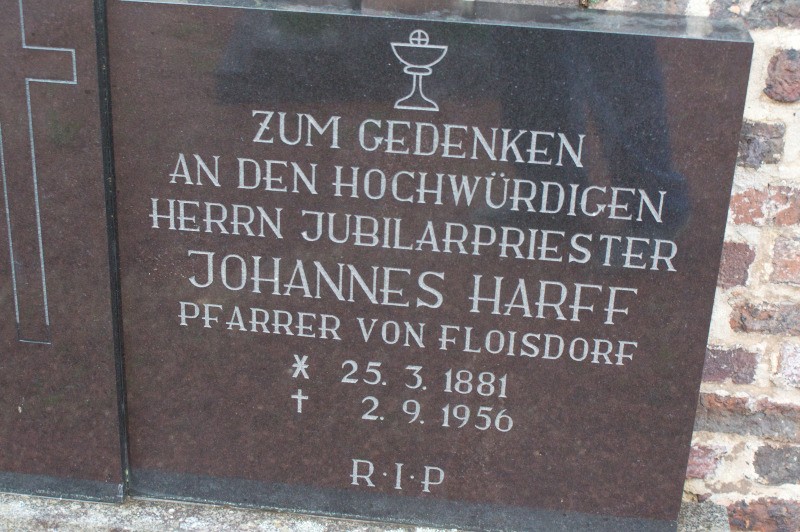 ZUM GEDENKEN
AN DEN HOCHWÜRDIGEN
HERRN JUBILARPRIESTER
JOHANNES HARFF
PFARRER VON FLOISDORF
* 25. 3. 1881
† 2. 9. 1956
R·I·P